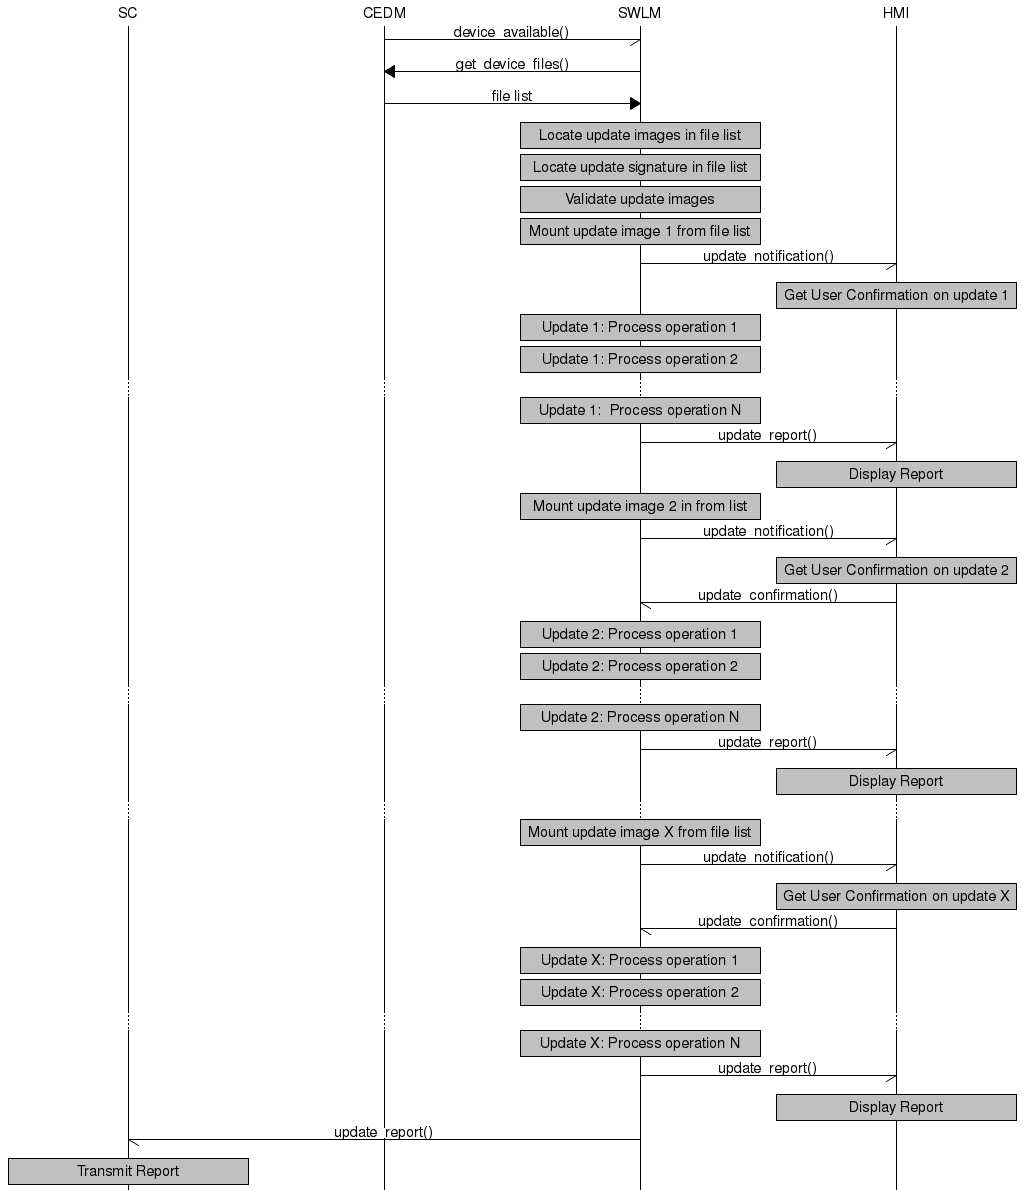 SC CEDM SWLM HMI
device_available()
get_device_files()
file list
Locate update images in file list
Locate update signature in file list
Validate update images
Mount update image 1 from file list
update_notification()
Get User Confirmation on update 1
Update 1: Process operation 1
Update 1: Process operation 2
Update 1:  Process operation N
update_report()
Display Report
Mount update image 2 in from list
update_notification()
Get User Confirmation on update 2
update_confirmation()
Update 2: Process operation 1
Update 2: Process operation 2
Update 2: Process operation N
update_report()
Display Report
Mount update image X from file list
update_notification()
Get User Confirmation on update X
update_confirmation()
Update X: Process operation 1
Update X: Process operation 2
Update X: Process operation N
update_report()
Display Report
update_report()
Transmit Report